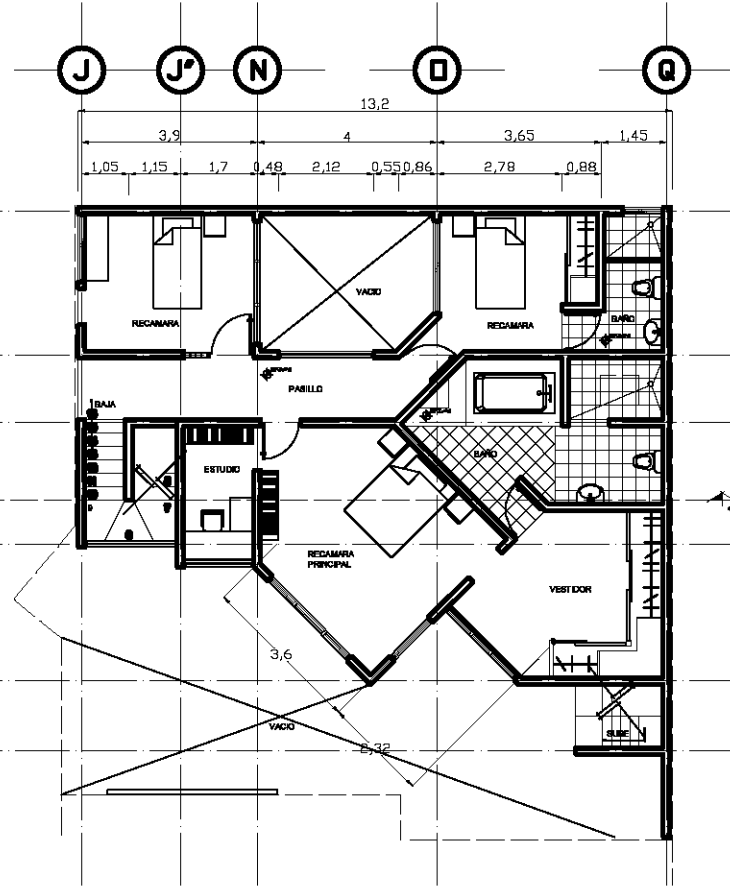 J J" N O Q
13,2
3,9 4 3,65 1,45
1,05 1,15 1,7 0,48 2,12 0,55 0,86 2,78 0,88
VACIO
RECAMARA
RECAMARA
BAÑO
PASILLO
BAJA
ESTUDIO
BAÑO
RECAMARA
PRINCIPAL
VESTIDOR
3,6
VACIO
SUBE
2,32